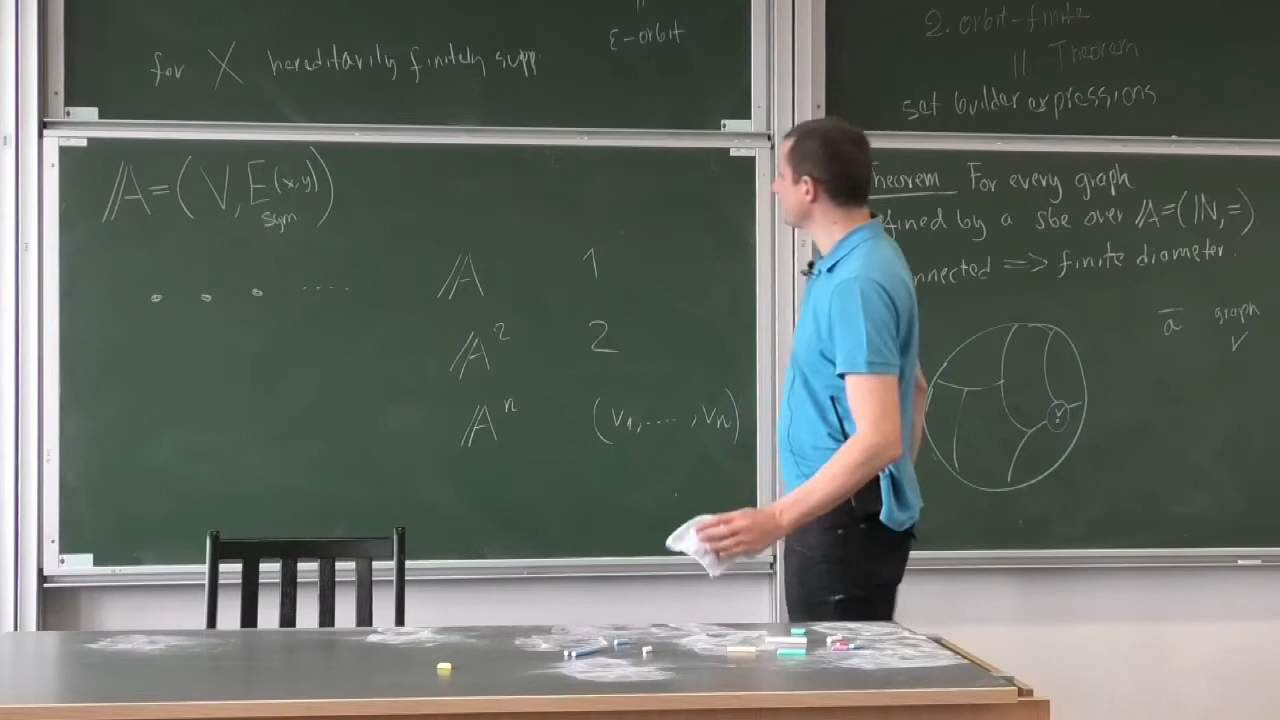 ε-orbit
for X hereditarily finitely supp
2. orbit-finite
|| Theorem
set builder expressions
𝔸=(V,E(x,y))
sym
. . . ....
𝔸 1
𝔸² 2
𝔸ⁿ (v₁,....,vₙ)
heorem For every graph
fined by a sbe over 𝔸=(ℕ,=)
nnected => finite diameter.
a̅ graph
✓